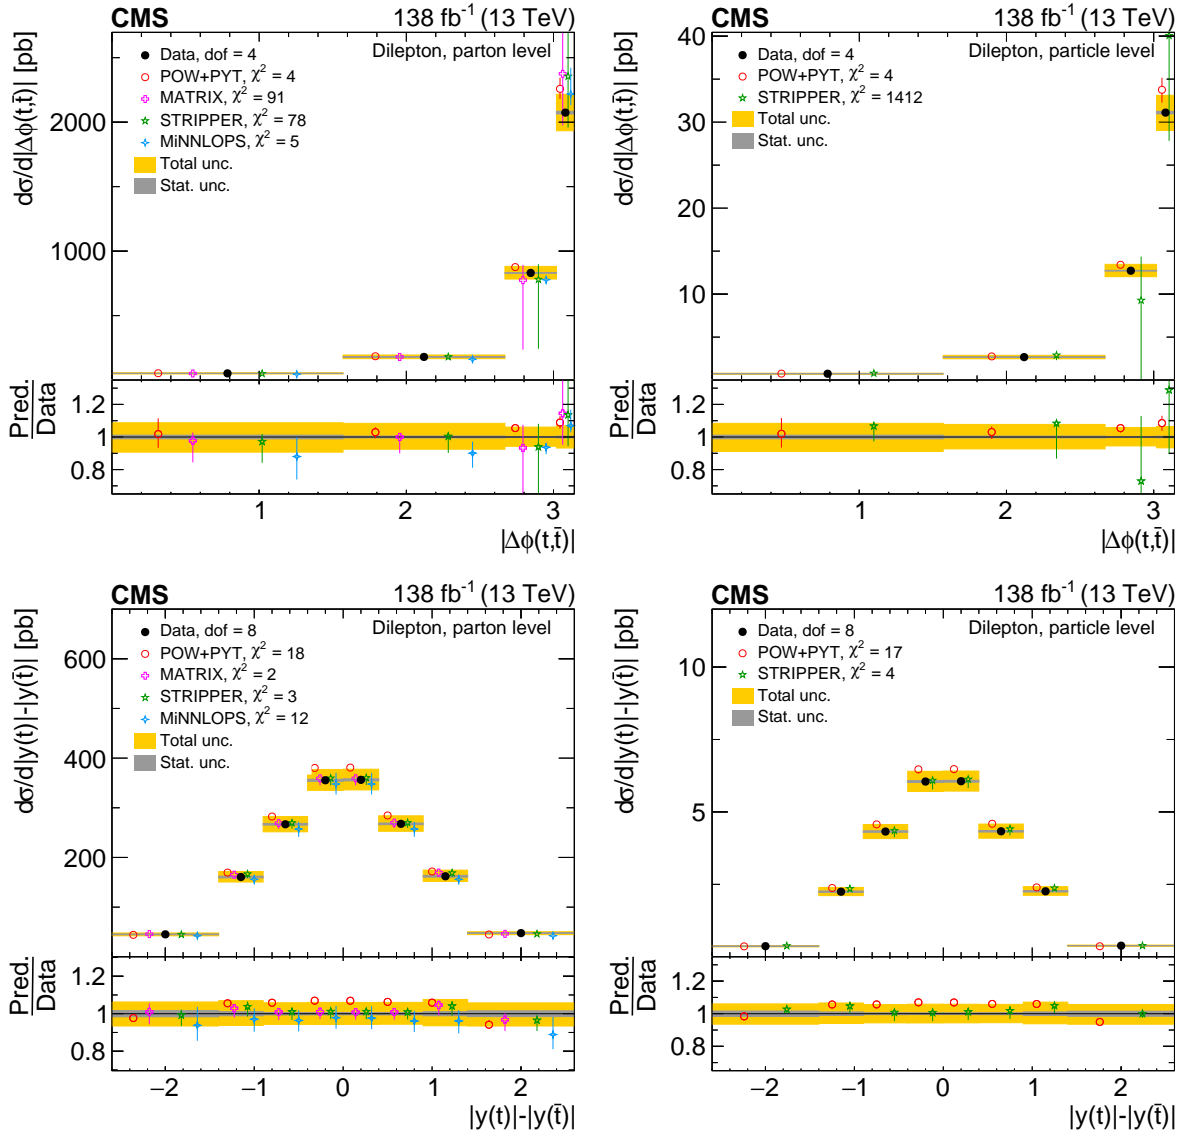 CMS
138 fb⁻¹ (13 TeV)
Dilepton, parton level
Data, dof = 4
POW+PYT, χ² = 4
MATRIX, χ² = 91
STRIPPER, χ² = 78
MiNNLOPS, χ² = 5
Total unc.
Stat. unc.
dσ/d|Δϕ(t,t̄)| [pb]
2000
1000
Pred.
Data
1.2
1
0.8
1 2 3
|Δϕ(t,t̄)|
CMS
138 fb⁻¹ (13 TeV)
Dilepton, particle level
Data, dof = 4
POW+PYT, χ² = 4
STRIPPER, χ² = 1412
Total unc.
Stat. unc.
dσ/d|Δϕ(t,t̄)| [pb]
40
30
20
10
Pred.
Data
1.2
1
0.8
1 2 3
|Δϕ(t,t̄)|
CMS
138 fb⁻¹ (13 TeV)
Dilepton, parton level
Data, dof = 8
POW+PYT, χ² = 18
MATRIX, χ² = 2
STRIPPER, χ² = 3
MiNNLOPS, χ² = 12
Total unc.
Stat. unc.
dσ/d|y(t)|-|y(t̄)| [pb]
600
400
200
Pred.
Data
1.2
1
0.8
−2 −1 0 1 2
|y(t)|-|y(t̄)|
CMS
138 fb⁻¹ (13 TeV)
Dilepton, particle level
Data, dof = 8
POW+PYT, χ² = 17
STRIPPER, χ² = 4
Total unc.
Stat. unc.
dσ/d|y(t)|-|y(t̄)| [pb]
10
5
Pred.
Data
1.2
1
0.8
−2 −1 0 1 2
|y(t)|-|y(t̄)|